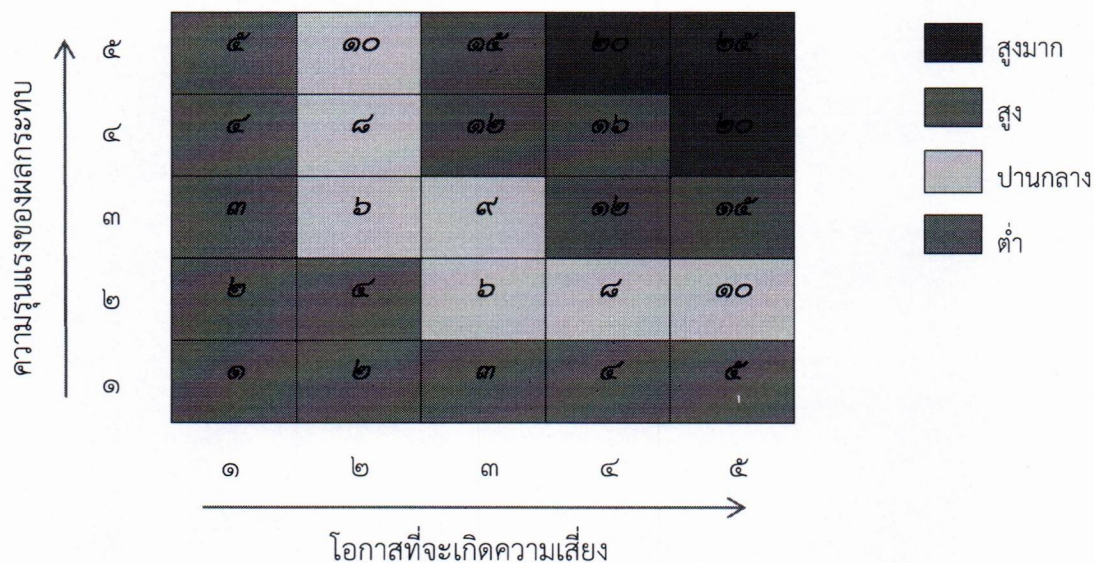 ความรุนแรงของผลกระทบ
๕ ๕ ๑๐ ๑๕ ๒๐ ๒๕
๔ ๔ ๘ ๑๒ ๑๖ ๒๐
๓ ๓ ๖ ๙ ๑๒ ๑๕
๒ ๒ ๔ ๖ ๘ ๑๐
๑ ๑ ๒ ๓ ๔ ๕
๑ ๒ ๓ ๔ ๕
โอกาสที่จะเกิดความเสี่ยง
สูงมาก
สูง
ปานกลาง
ต่ำ